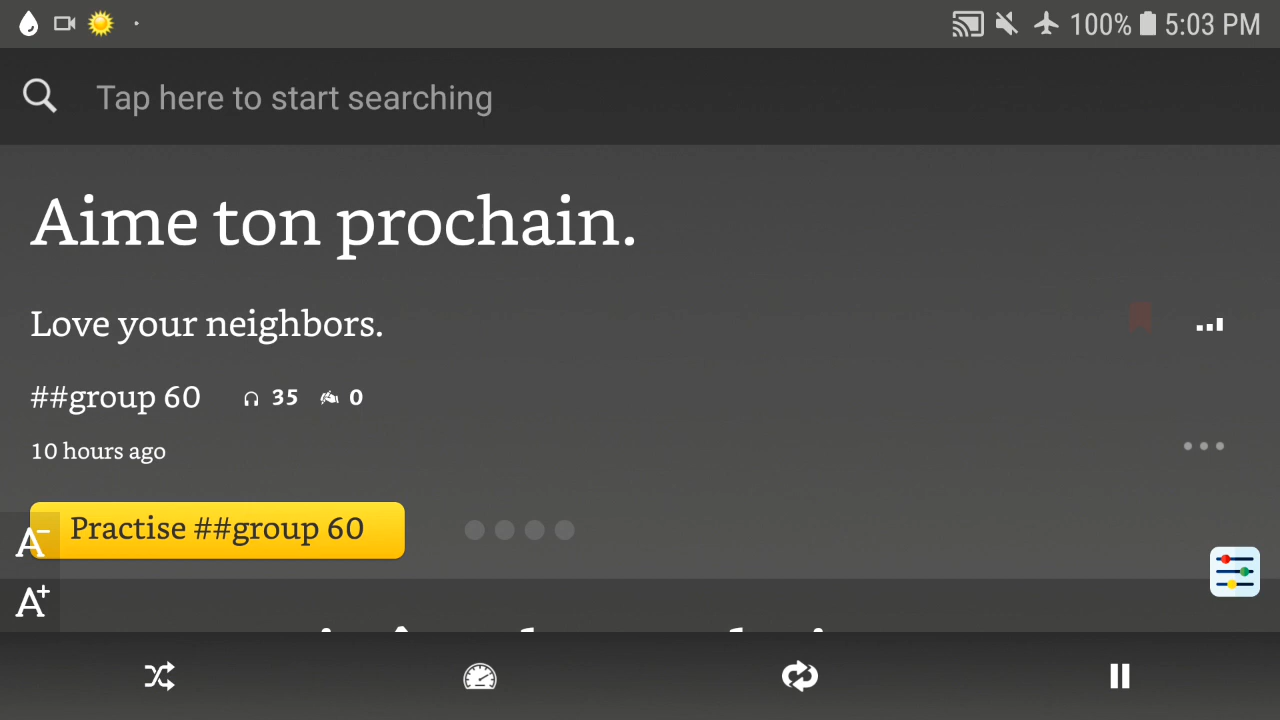 100% 5:03 PM
Tap here to start searching
Aime ton prochain.
Love your neighbors.
##group 60 35 0
10 hours ago
Practise ##group 60
A-
A+